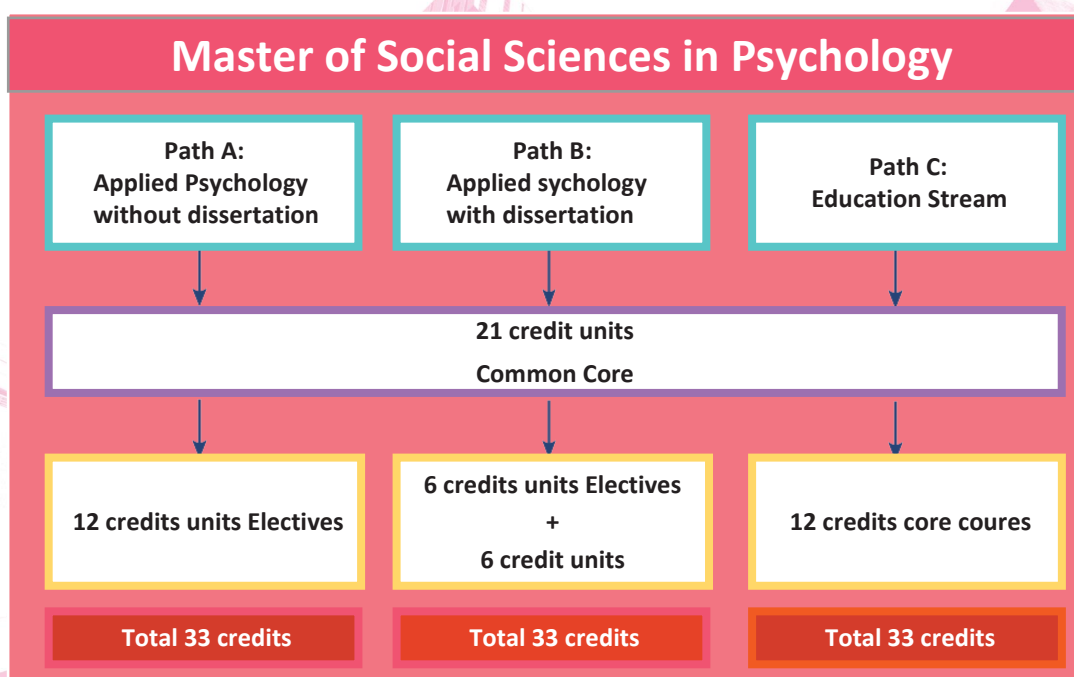 Master of Social Sciences in Psychology
Path A:
Applied Psychology
without dissertation
Path B:
Applied sychology
with dissertation
Path C:
Education Stream
21 credit units
Common Core
12 credits units Electives
6 credits units Electives
+
6 credit units
12 credits core coures
Total 33 credits
Total 33 credits
Total 33 credits